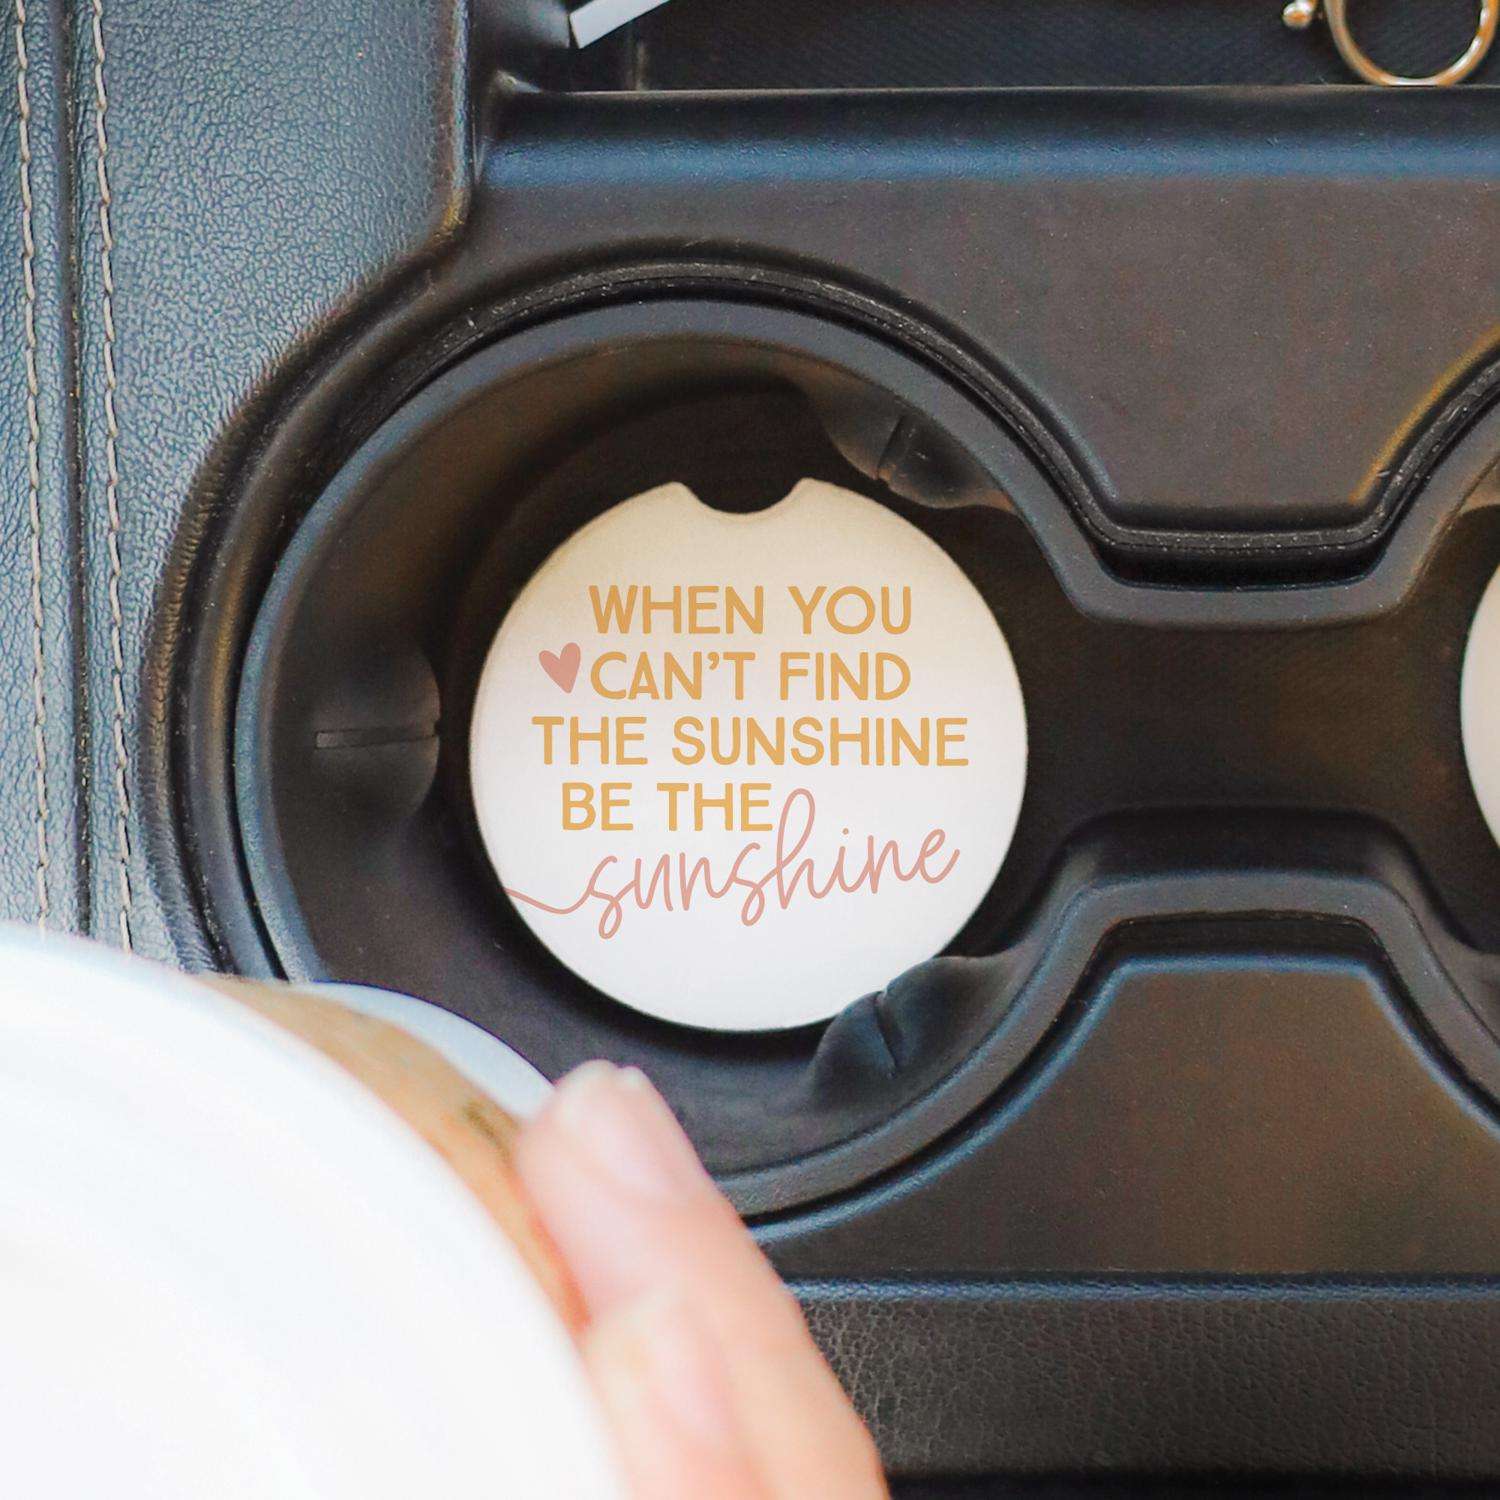 WHEN YOU
CAN'T FIND
THE SUNSHINE
BE THE
sunshine